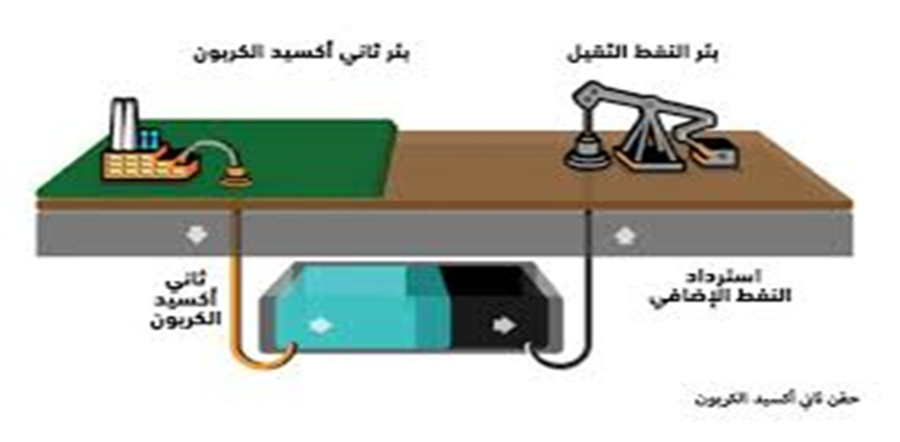 بئر النفط الثقيل
بئر ثاني أكسيد الكربون
استرداد
النفط الإضافي
ثاني
أكسيد
الكربون
حقن ثاني أكسيد الكربون